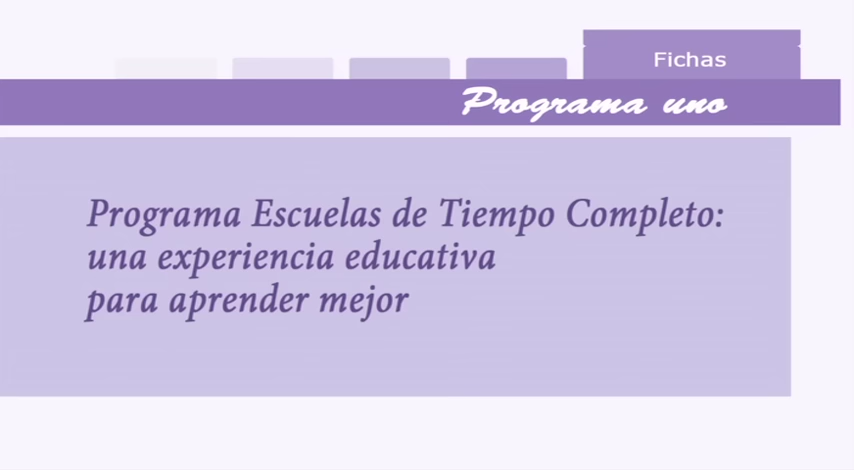 Fichas
Programa uno
Programa Escuelas de Tiempo Completo:
una experiencia educativa
para aprender mejor